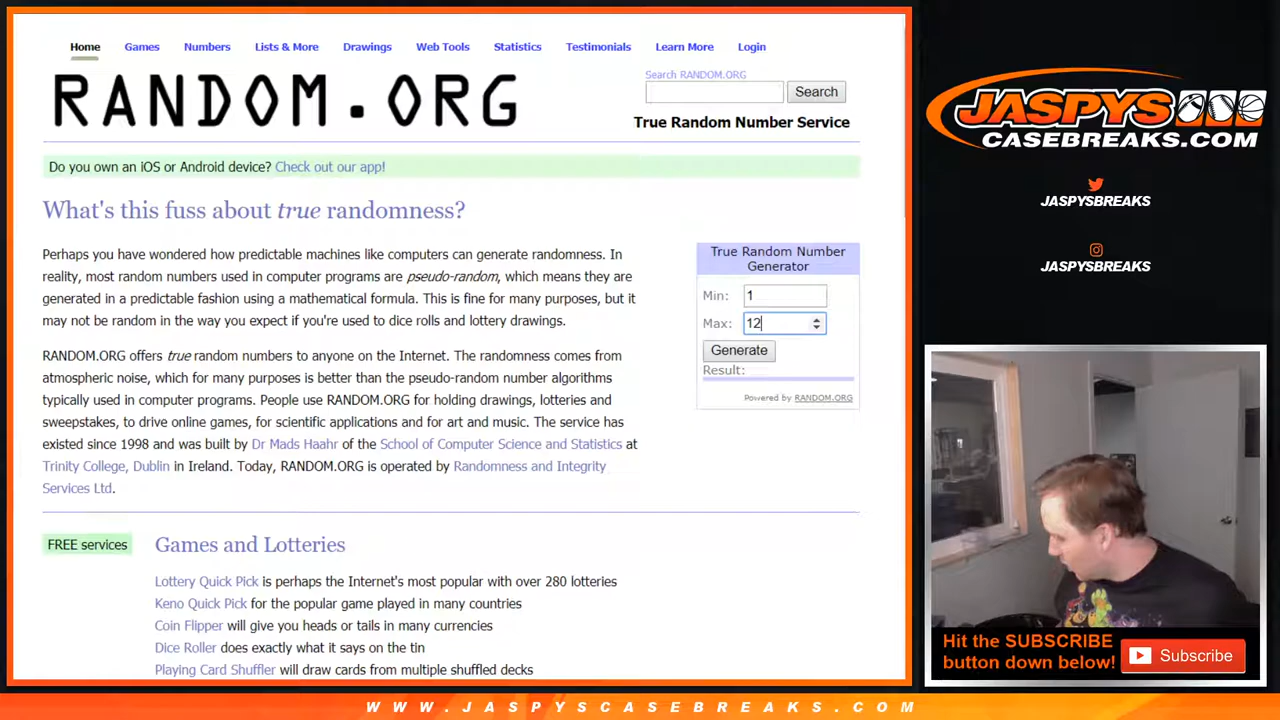 Home Games Numbers Lists & More Drawings Web Tools Statistics Testimonials Learn More Login
RANDOM.ORG
Search RANDOM.ORG
Search
True Random Number Service
Do you own an iOS or Android device? Check out our app!
What's this fuss about true randomness?
Perhaps you have wondered how predictable machines like computers can generate randomness. In
reality, most random numbers used in computer programs are pseudo-random, which means they are
generated in a predictable fashion using a mathematical formula. This is fine for many purposes, but it
may not be random in the way you expect if you're used to dice rolls and lottery drawings.
RANDOM.ORG offers true random numbers to anyone on the Internet. The randomness comes from
atmospheric noise, which for many purposes is better than the pseudo-random number algorithms
typically used in computer programs. People use RANDOM.ORG for holding drawings, lotteries and
sweepstakes, to drive online games, for scientific applications and for art and music. The service has
existed since 1998 and was built by Dr Mads Haahr of the School of Computer Science and Statistics at
Trinity College, Dublin in Ireland. Today, RANDOM.ORG is operated by Randomness and Integrity
Services Ltd.
True Random Number
Generator
Min: 1
Max: 12
Generate
Result:
Powered by RANDOM.ORG
FREE services
Games and Lotteries
Lottery Quick Pick is perhaps the Internet's most popular with over 280 lotteries
Keno Quick Pick for the popular game played in many countries
Coin Flipper will give you heads or tails in many currencies
Dice Roller does exactly what it says on the tin
Playing Card Shuffler will draw cards from multiple shuffled decks
JASPYS
CASEBREAKS.COM
JASPYSBREAKS
JASPYSBREAKS
Hit the SUBSCRIBE
button down below!
Subscribe
WWW.JASPYSCASEBREAKS.COM